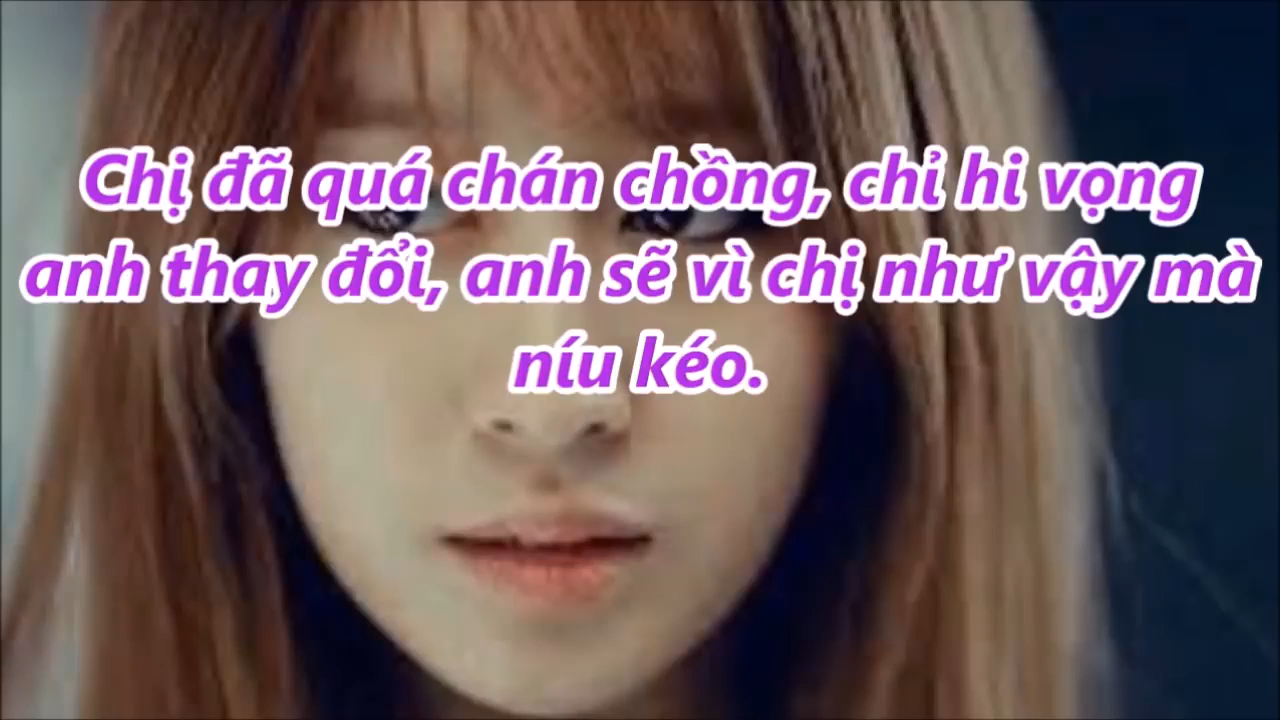 Chị đã quá chán chồng, chỉ hi vọng
anh thay đổi, anh sẽ vì chị như vậy mà
níu kéo.